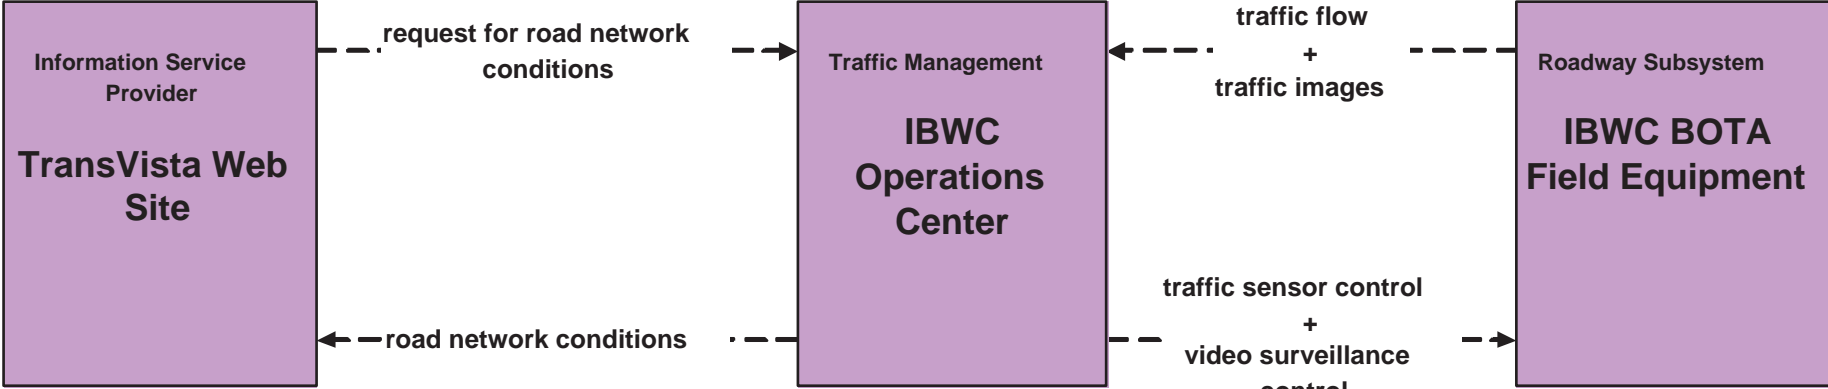 Information Service
Provider
TransVista Web
Site
request for road network
conditions
road network conditions
Traffic Management
IBWC
Operations
Center
traffic flow
+
traffic images
traffic sensor control
+
video surveillance
control
Roadway Subsystem
IBWC BOTA
Field Equipment